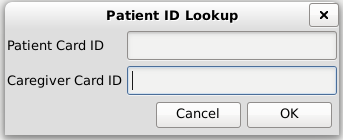 Patient ID Lookup
Patient Card ID
Caregiver Card ID
Cancel OK